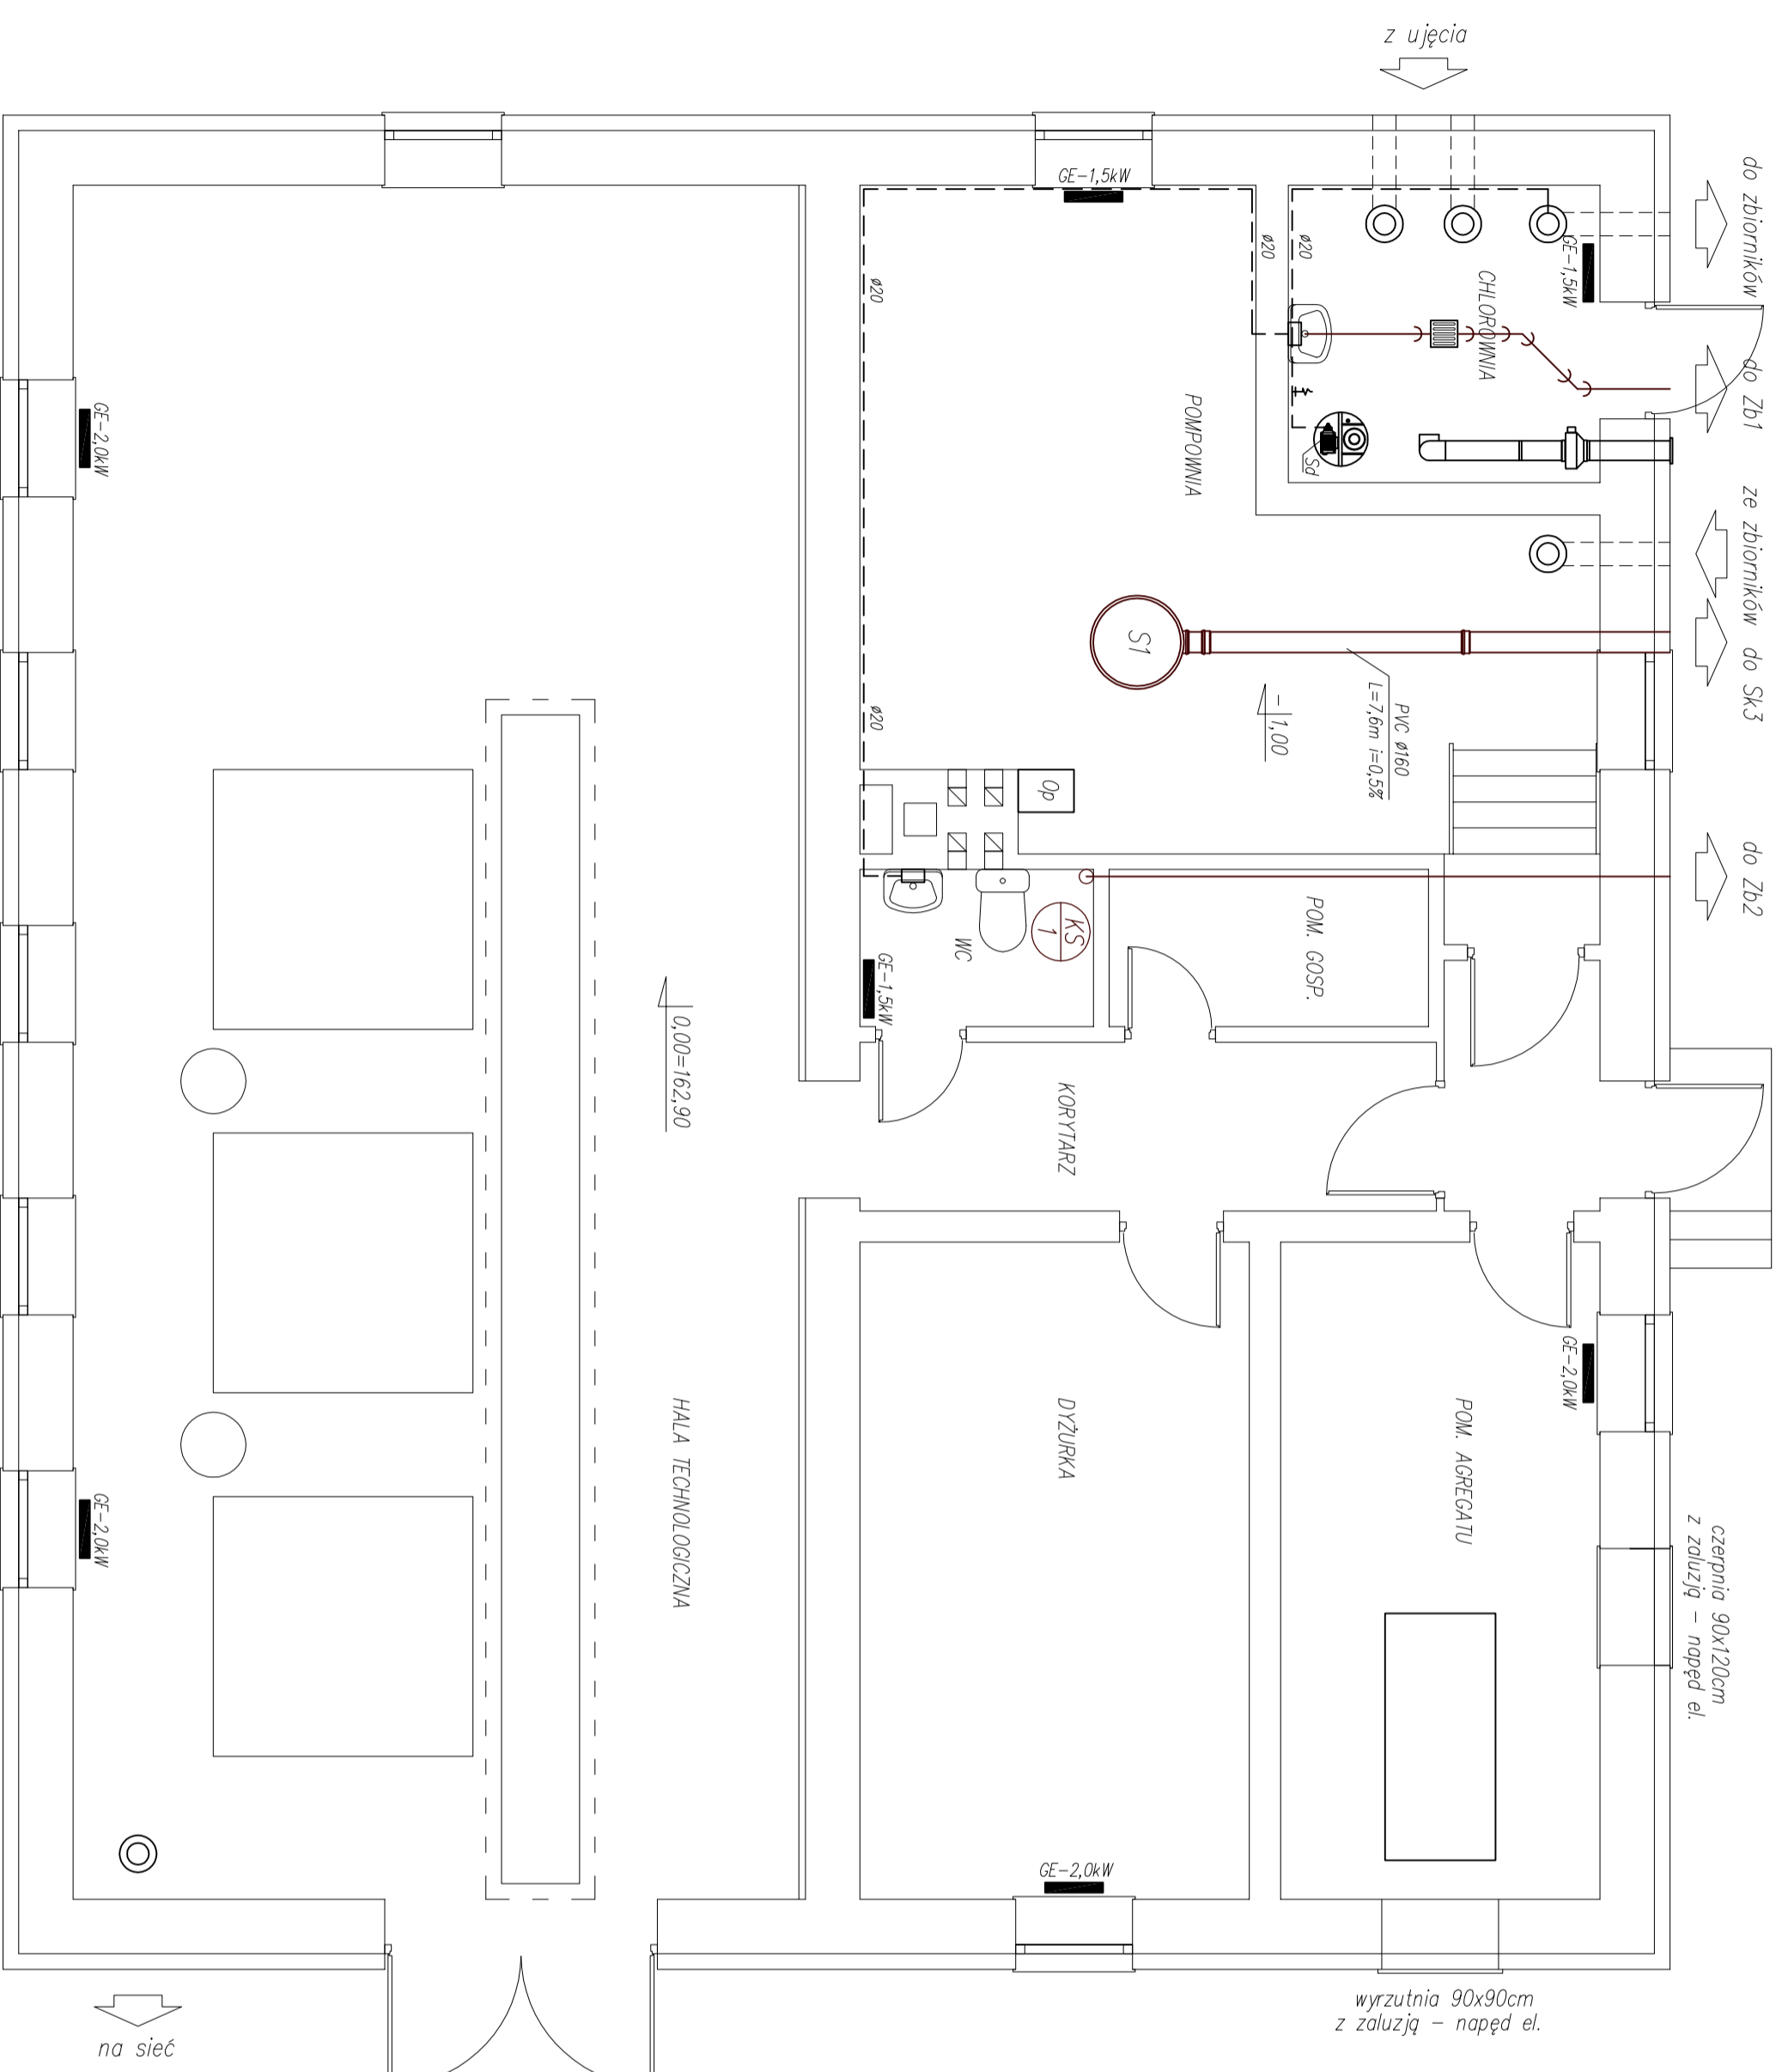 z ujęcia
do zbiorników
do Zb1
ze zbiorników
do Sk3
do Zb2
GE-1,5kW
GE-1,5kW
ø20
ø20
ø20
CHLOROWNIA
Sd
POMPOWNIA
S1
PVC ø160
L=7,6m i=0,5%
-1,00
ø20
Op
GE-2,0kW
KS
1
WC
GE-1,5kW
POM. GOSP.
0,00=162,90
KORYTARZ
GE-2,0kW
POM. AGREGATU
DYŻURKA
HALA TECHNOLOGICZNA
czerpnia 90x120cm
z zaluzją - napęd el.
GE-2,0kW
GE-2,0kW
wyrzutnia 90x90cm
z zaluzją - napęd el.
na sieć